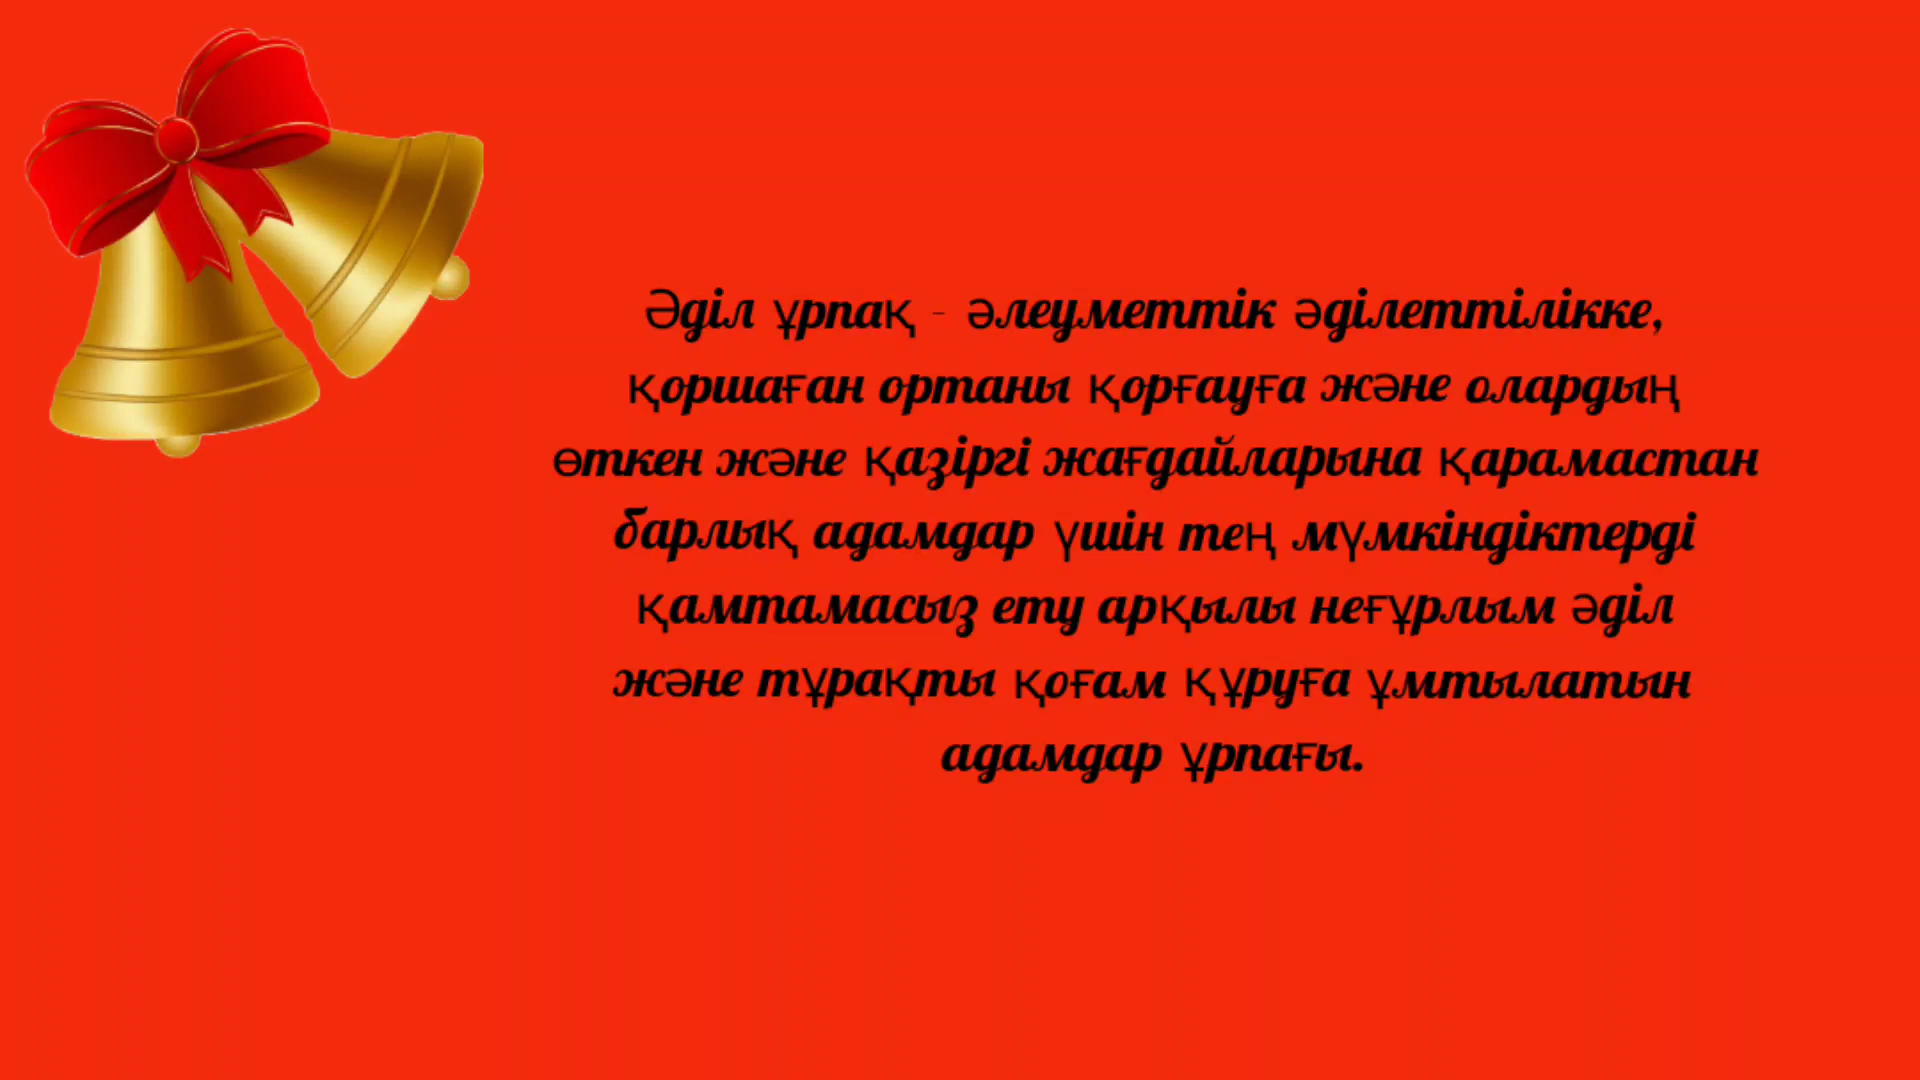 Әділ ұрпақ - әлеуметтік әділеттілікке,
қоршаған ортаны қорғауға және олардың
өткен және қазіргі жағдайларына қарамастан
барлық адамдар үшін тең мүмкіндіктерді
қамтамасыз ету арқылы неғұрлым әділ
және тұрақты қоғам құруға ұмтылатын
адамдар ұрпағы.